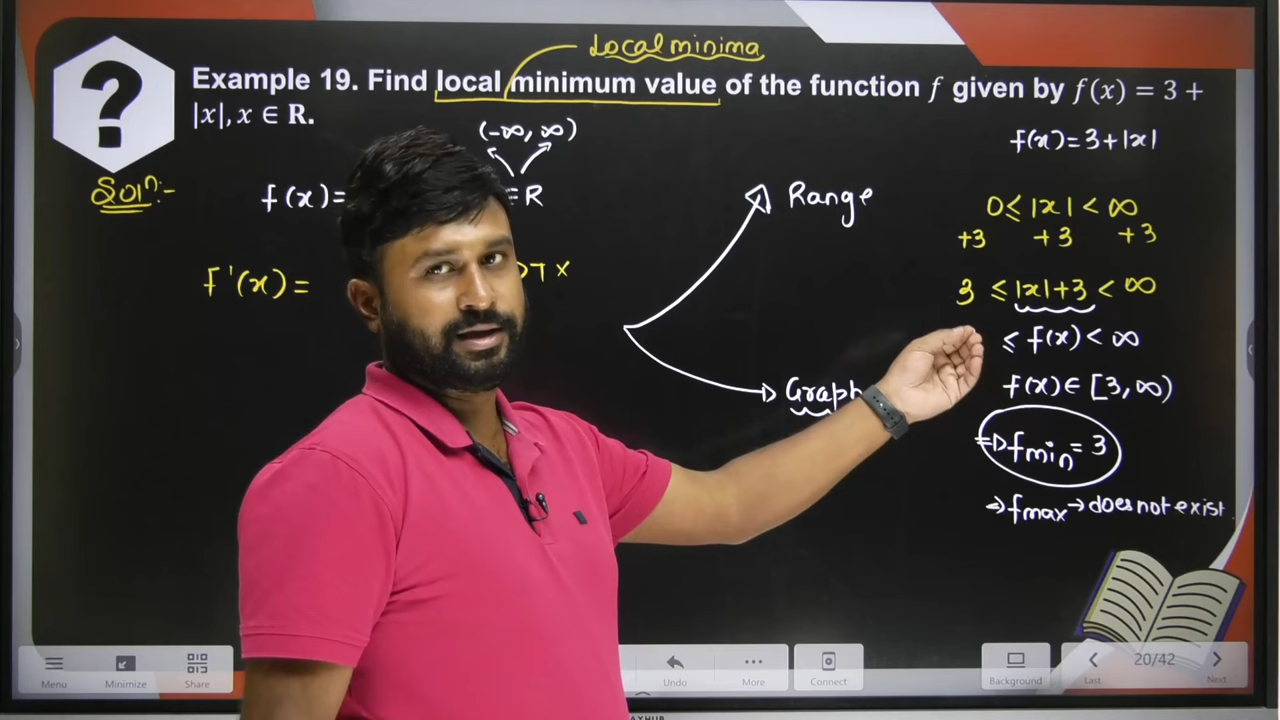 Local minima
Example 19. Find local minimum value of the function f given by f(x) = 3 +
|x|, x ∈ R.
(-∞, ∞)
f(x)=3+|x|
Solⁿ:-
f(x)=
∈R
Range
0≤|x|<∞
+3 +3 +3
f'(x)=
x
3 ≤|x|+3<∞
≤f(x)<∞
Graph
f(x)∈[3,∞)
⇒fmin=3
→fmax→does not exist.
Menu
Minimize
Share
Undo
More
Connect
Background
Last
20/42
Next